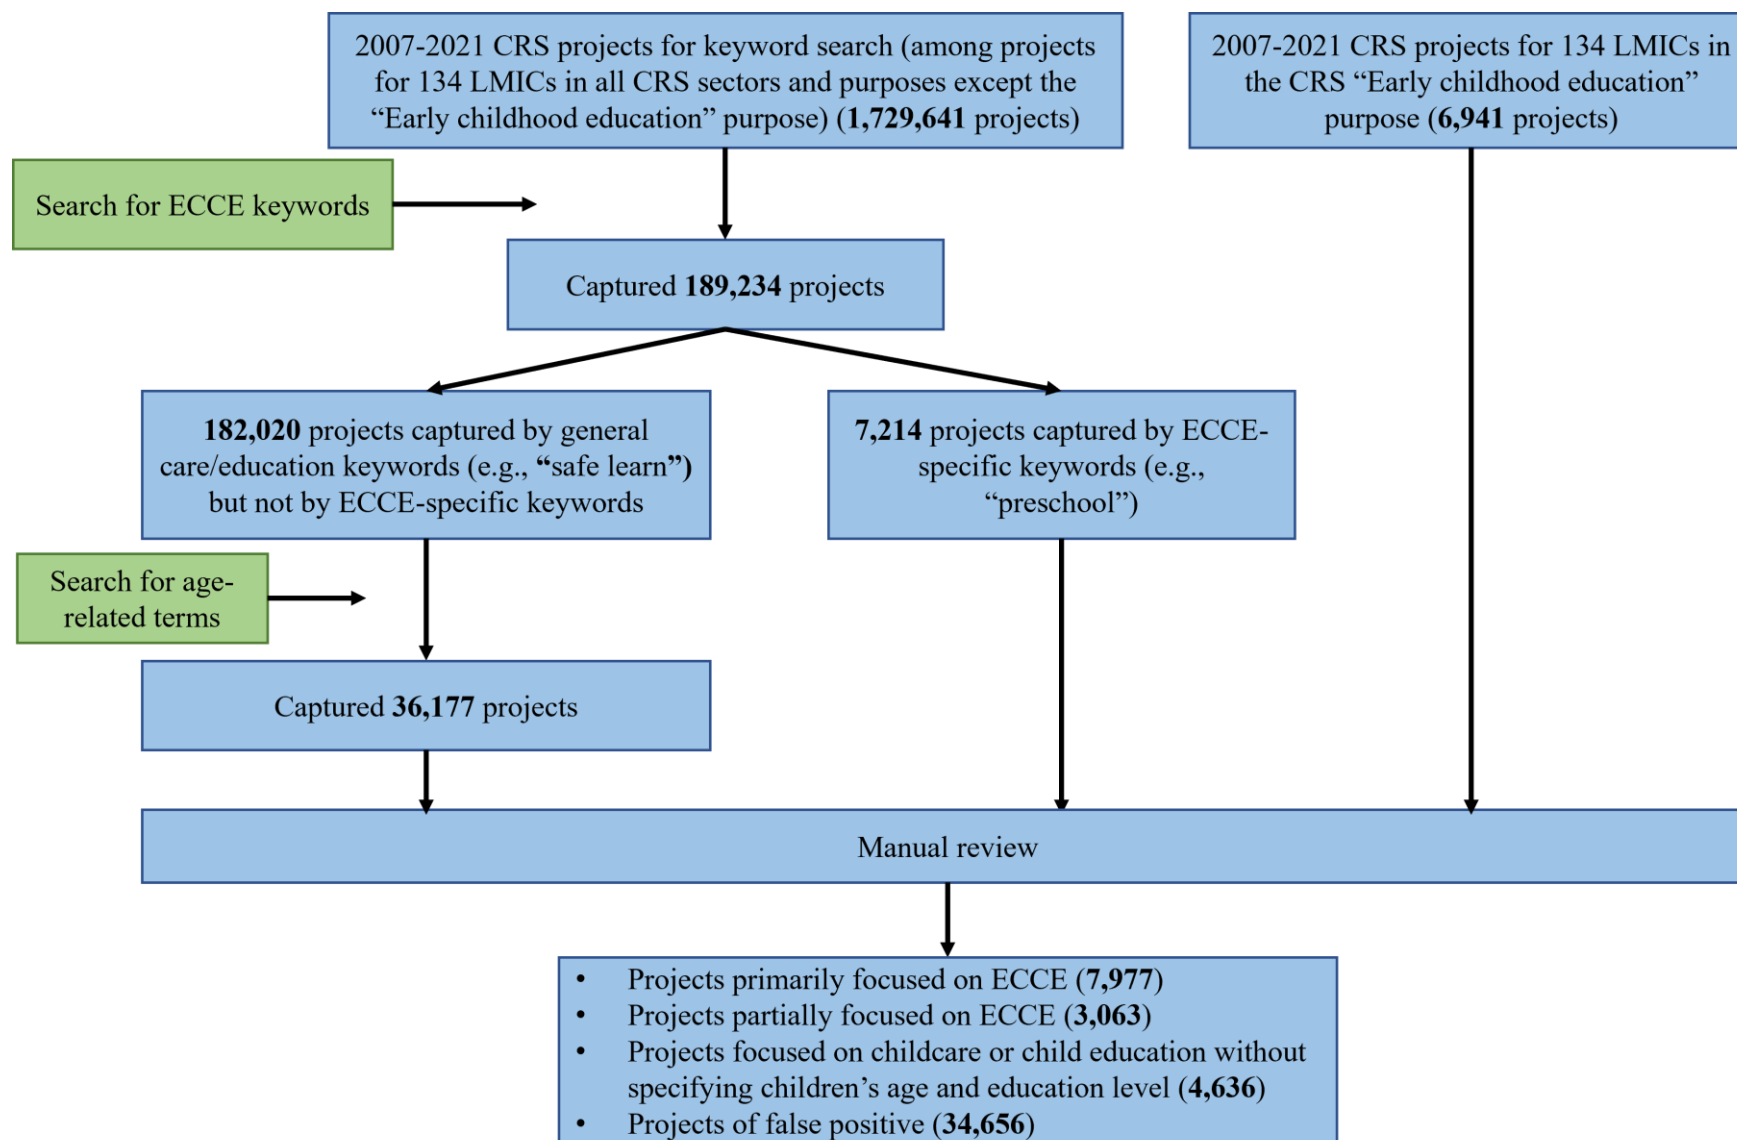 2007-2021 CRS projects for keyword search (among projects
for 134 LMICs in all CRS sectors and purposes except the
“Early childhood education” purpose) (1,729,641 projects)
2007-2021 CRS projects for 134 LMICs in
the CRS “Early childhood education”
purpose (6,941 projects)
Search for ECCE keywords
Captured 189,234 projects
182,020 projects captured by general
care/education keywords (e.g., “safe learn”)
but not by ECCE-specific keywords
7,214 projects captured by ECCE-
specific keywords (e.g.,
“preschool”)
Search for age-
related terms
Captured 36,177 projects
Manual review
• Projects primarily focused on ECCE (7,977)
• Projects partially focused on ECCE (3,063)
• Projects focused on childcare or child education without
specifying children’s age and education level (4,636)
• Projects of false positive (34,656)